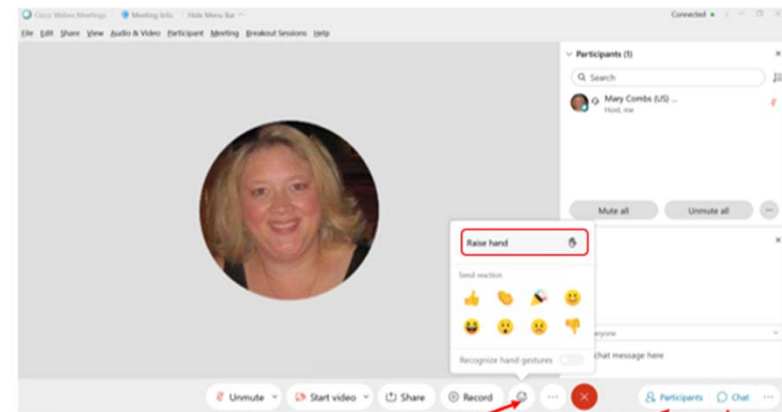 Cisco Webex Meetings
Meeting Info
Hide Menu Bar
Connected
File Edit Share View Audio & Video Participant Meeting Breakout Sessions Help
Participants (1)
Search
Mary Combs (US) ...
Host, me
Mute all
Unmute all
Raise hand
Send reaction
Recognize hand gestures
everyone
chat message here
Unmute
Start video
Share
Record
Participants
Chat